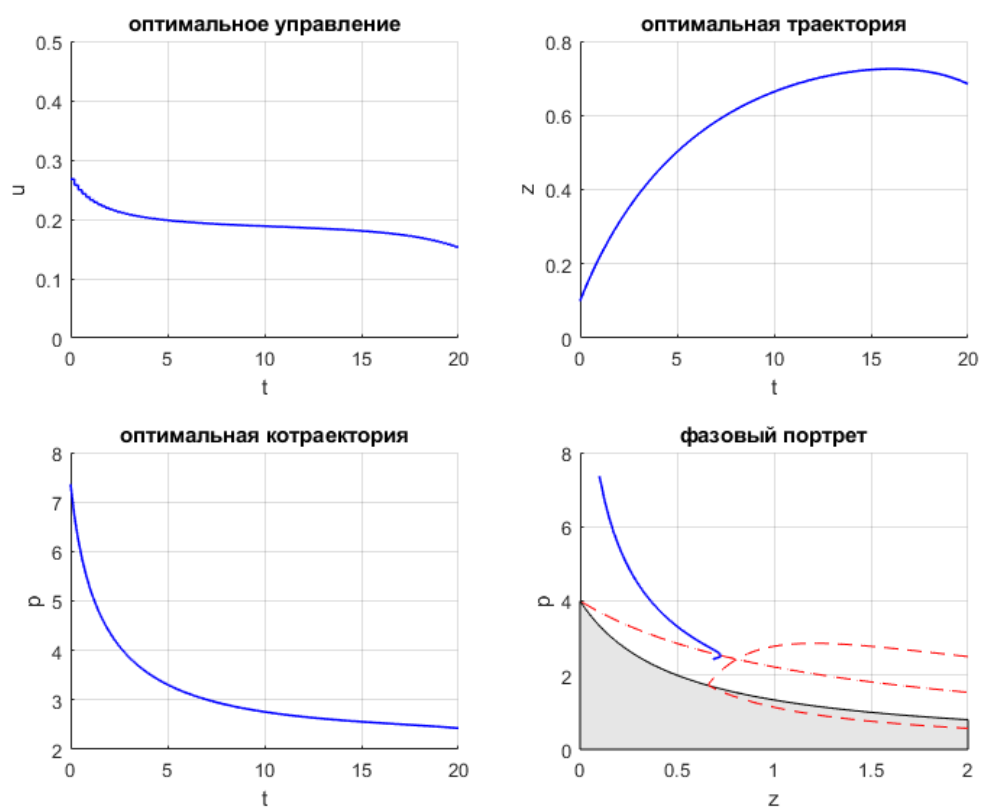 оптимальное управление
0.5
0.4
0.3
0.2
0.1
0
u
0 5 10 15 20
t
оптимальная траектория
0.8
0.6
0.4
0.2
0
z
0 5 10 15 20
t
оптимальная котраектория
8
7
6
5
4
3
2
p
0 5 10 15 20
t
фазовый портрет
8
6
4
2
0
p
0 0.5 1 1.5 2
z